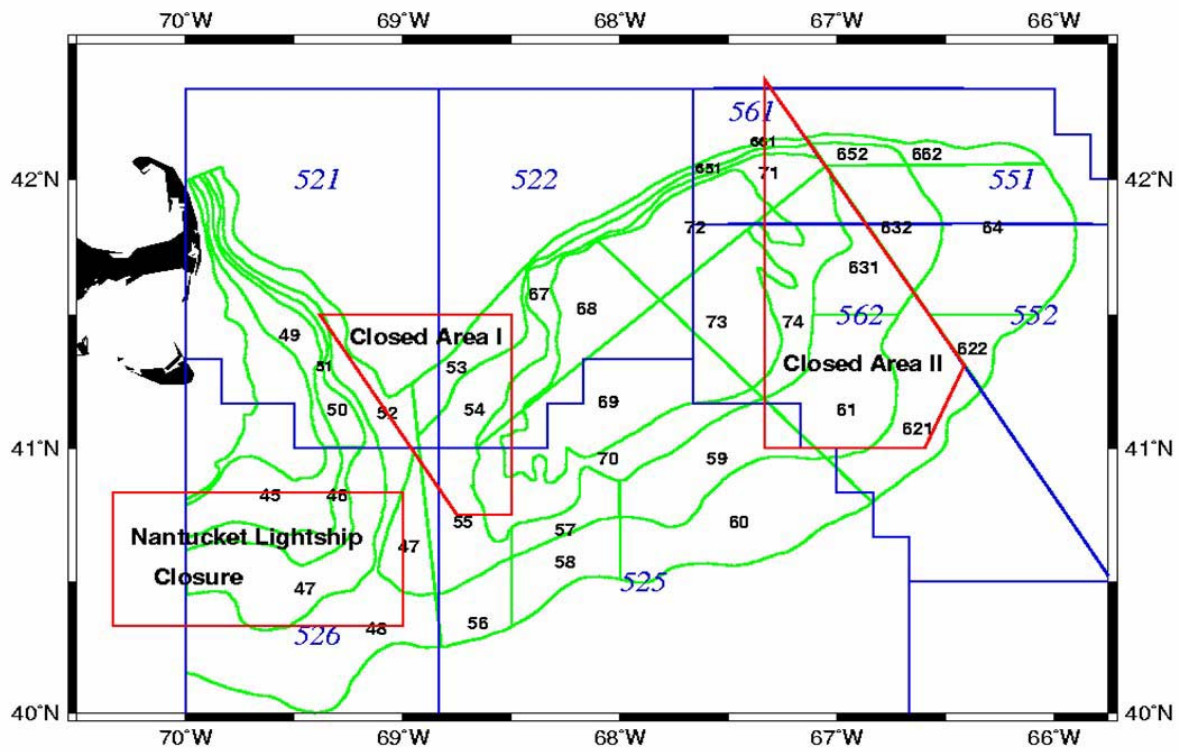 70°W 69°W 68°W 67°W 66°W
561
661
652 662
42°N 521 522 651 71 551 42°N
72 632 64
631
67
68
49 73 74 562 552
Closed Area I
51 53 Closed Area II 622
50 52 54 69 61
621
41°N 70 59 41°N
45 46
55 57 60
Nantucket Lightship
47
Closure 58
47 525
56
526 48
40°N 40°N
70°W 69°W 68°W 67°W 66°W